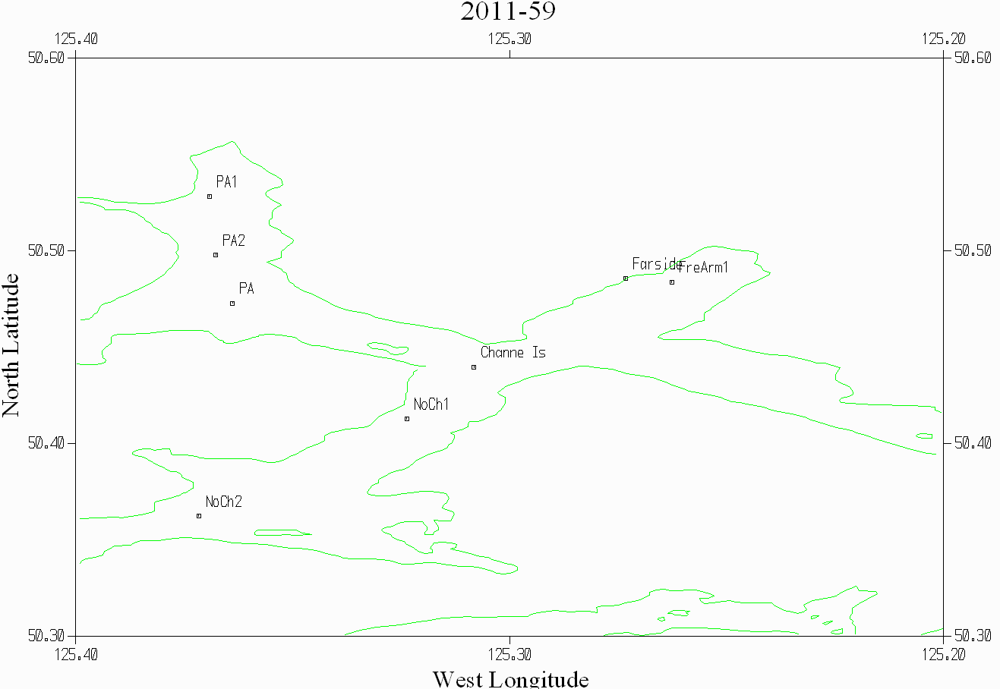 2011-59
125.40 125.30 125.20
50.60 50.60
PA1
PA2
50.50 50.50
Farside FreArm1
PA
Channe Is
NoCh1
50.40 50.40
NoCh2
50.30 50.30
125.40 125.30 125.20
West Longitude
North Latitude